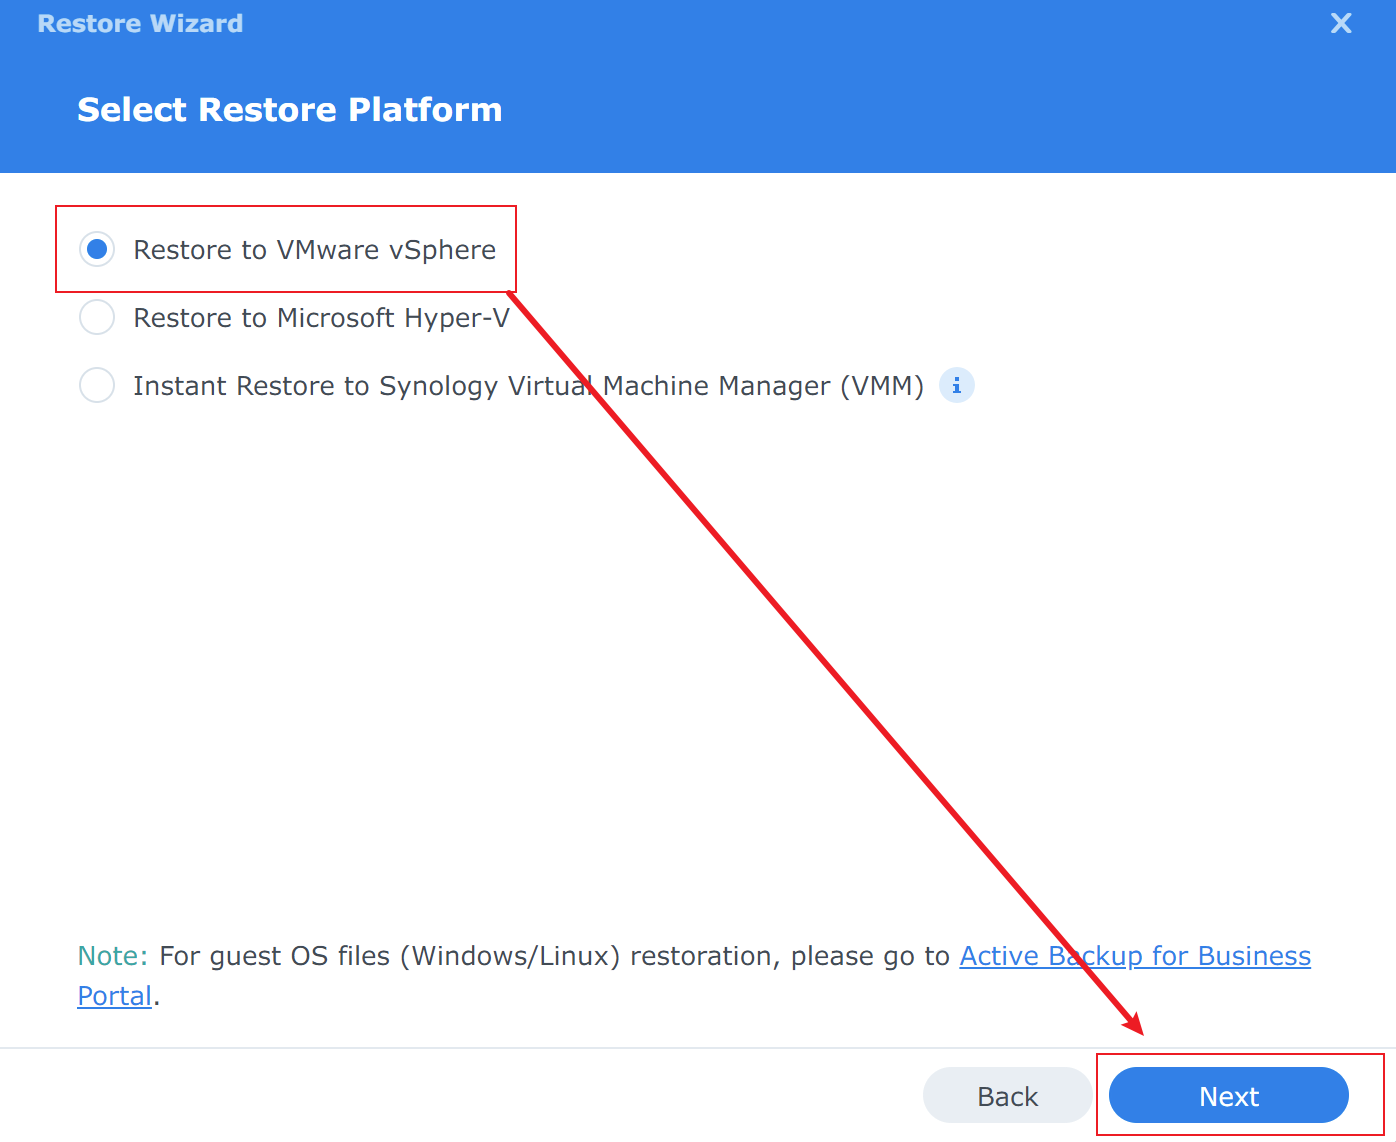 Restore Wizard
Select Restore Platform
Restore to VMware vSphere
Restore to Microsoft Hyper-V
Instant Restore to Synology Virtual Machine Manager (VMM)
Note: For guest OS files (Windows/Linux) restoration, please go to Active Backup for Business
Portal.
Back
Next